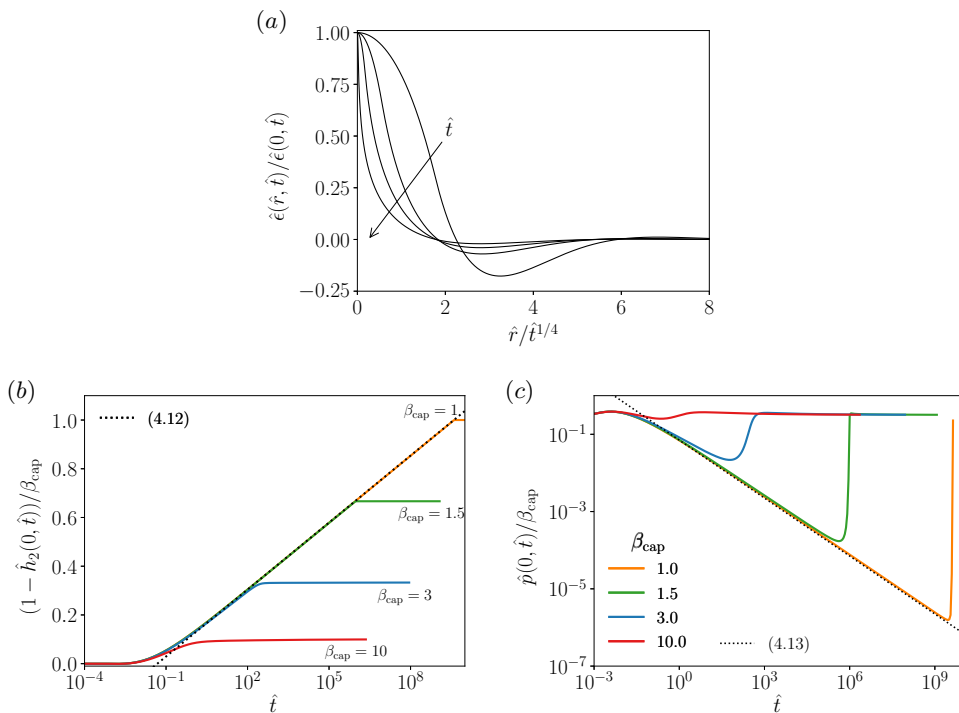 (a)
1.00
0.75
0.50
0.25
0.00
−0.25
ϵ̂(r̂, t̂)/ϵ̂(0, t̂)
t̂
0 2 4 6 8
r̂/t̂^{1/4}
(b)
(4.12)
β_cap = 1
β_cap = 1.5
β_cap = 3
β_cap = 10
1.0
0.8
0.6
0.4
0.2
0.0
(1 − ĥ₂(0, t̂))/β_cap
10^{−4} 10^{−1} 10^{2} 10^{5} 10^{8}
t̂
(c)
10^{−1}
10^{−3}
10^{−5}
10^{−7}
p̂(0, t̂)/β_cap
β_cap
1.0
1.5
3.0
10.0
(4.13)
10^{−3} 10^{0} 10^{3} 10^{6} 10^{9}
t̂